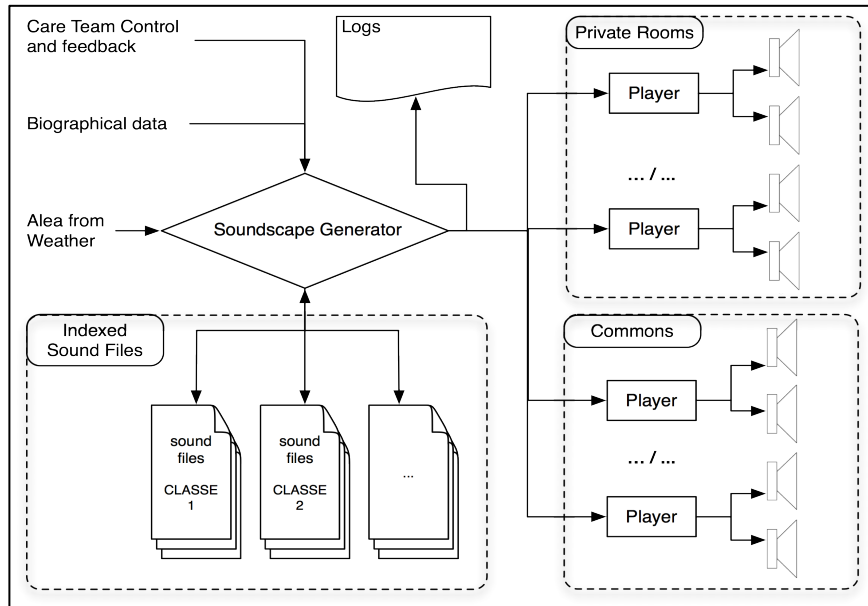 Care Team Control
and feedback
Biographical data
Alea from
Weather
Soundscape Generator
Logs
Indexed
Sound Files
sound
files
CLASSE
1
sound
files
CLASSE
2
...
Private Rooms
Player
... / ...
Player
Commons
Player
... / ...
Player